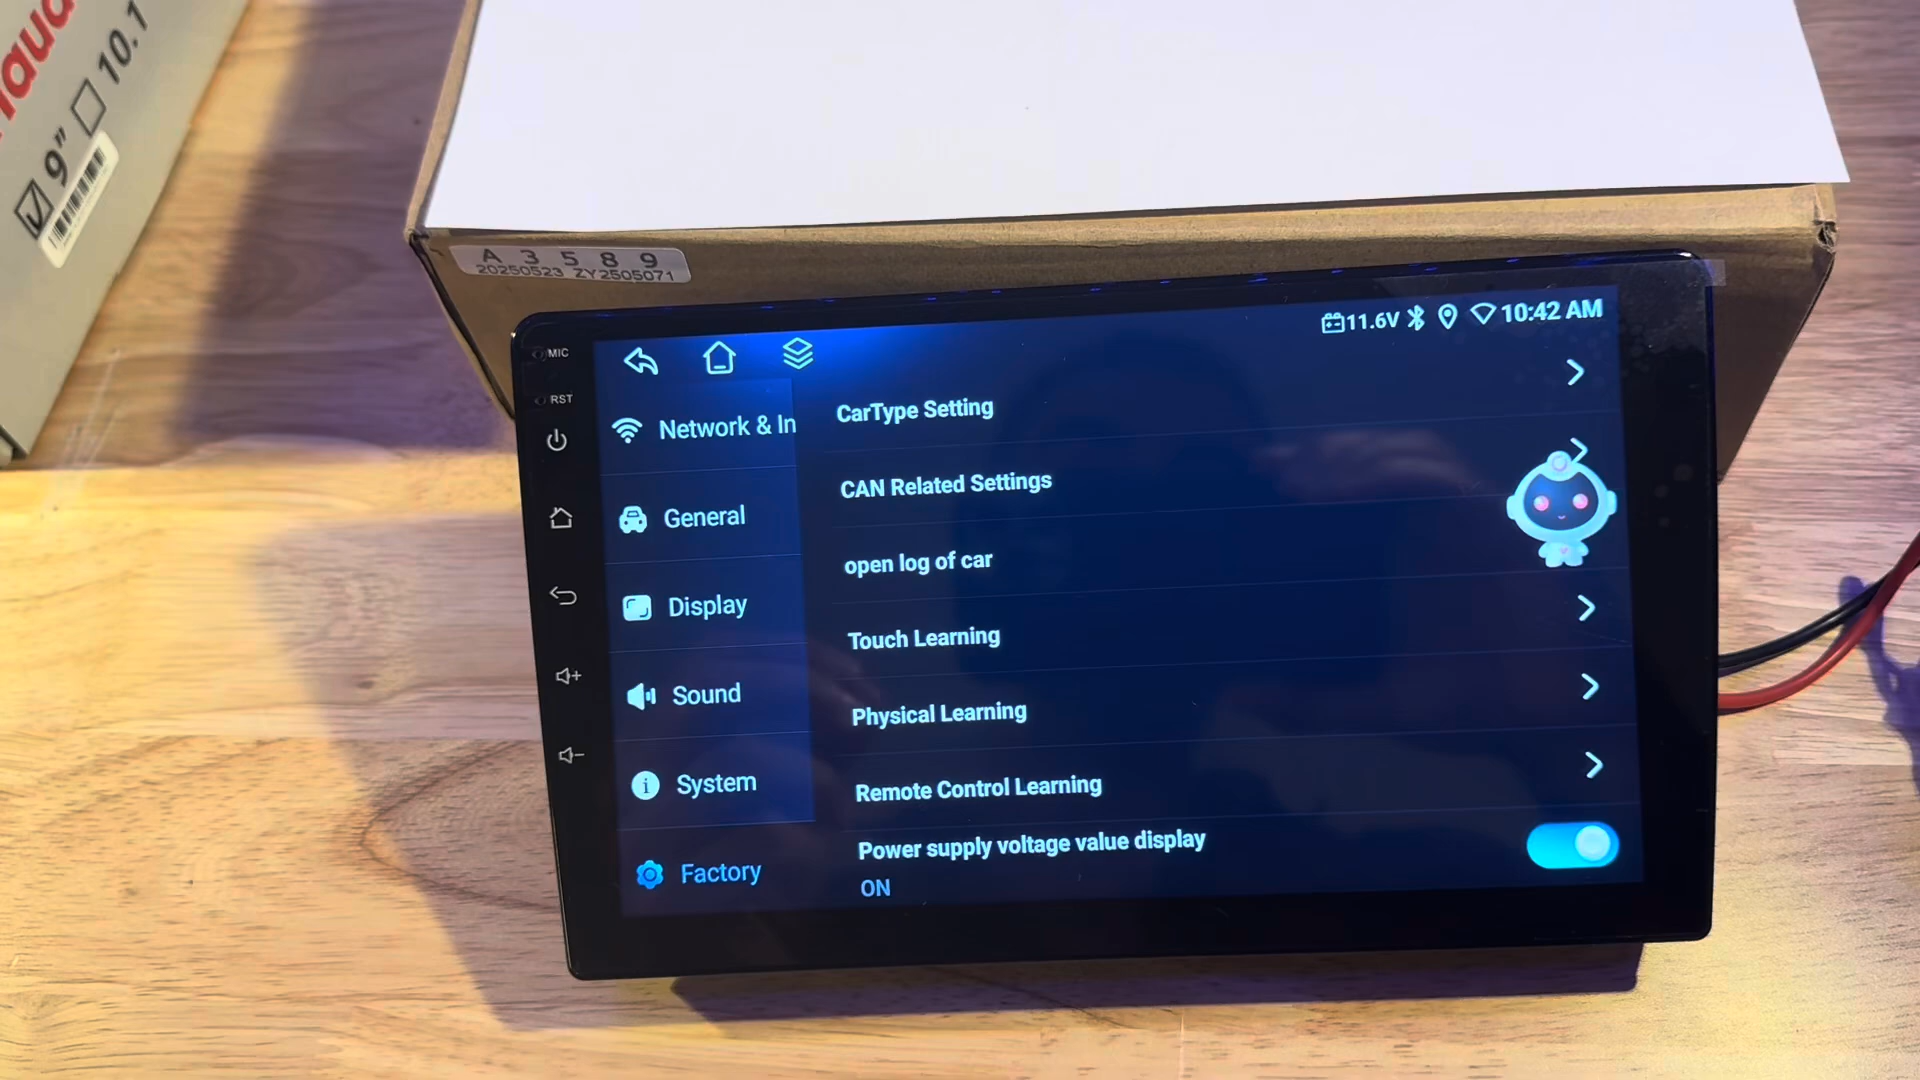 9"
10.1
A 3 5 8 9
20250523 ZY2505071
MIC
RST
11.6V
10:42 AM
Network & In
General
Display
Sound
System
Factory
CarType Setting
CAN Related Settings
open log of car
Touch Learning
Physical Learning
Remote Control Learning
Power supply voltage value display
ON